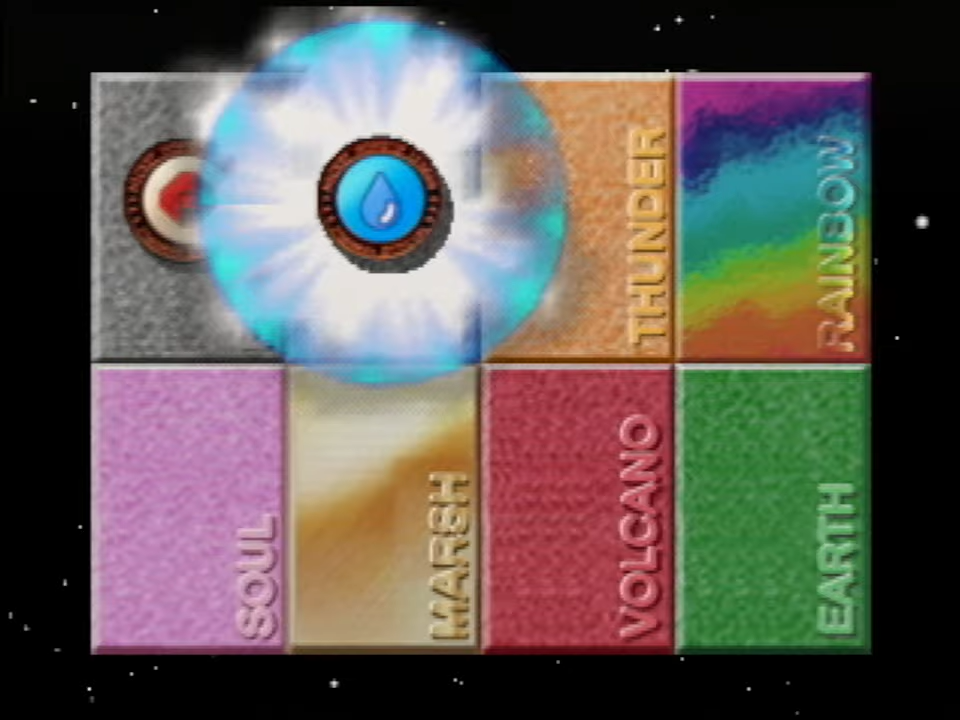 THUNDER
RAINBOW
SOUL
MARSH
VOLCANO
EARTH